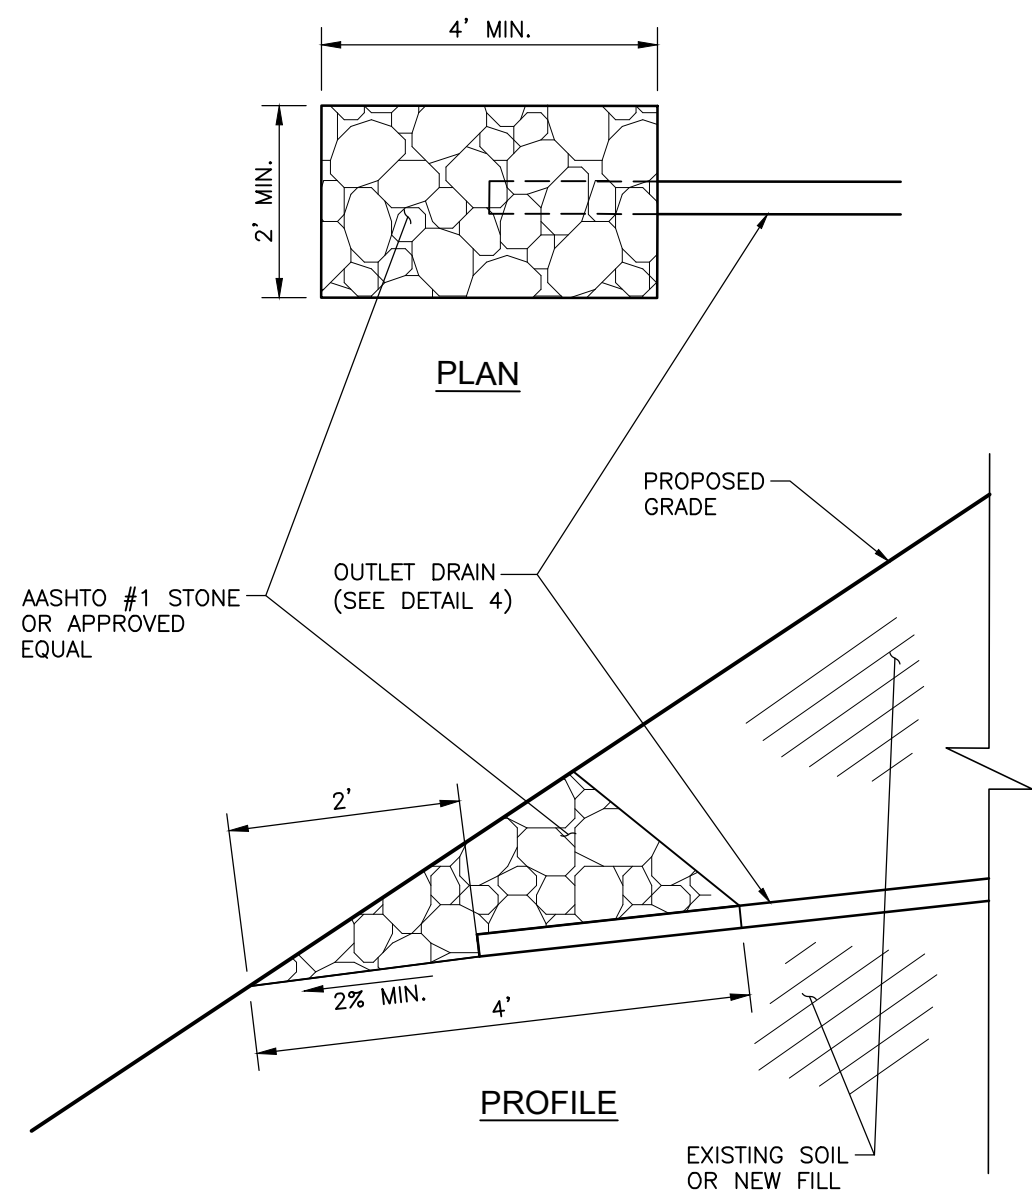 4' MIN.
2' MIN.
PLAN
PROPOSED
GRADE
OUTLET DRAIN
(SEE DETAIL 4)
AASHTO #1 STONE
OR APPROVED
EQUAL
2'
2% MIN.
4'
PROFILE
EXISTING SOIL
OR NEW FILL